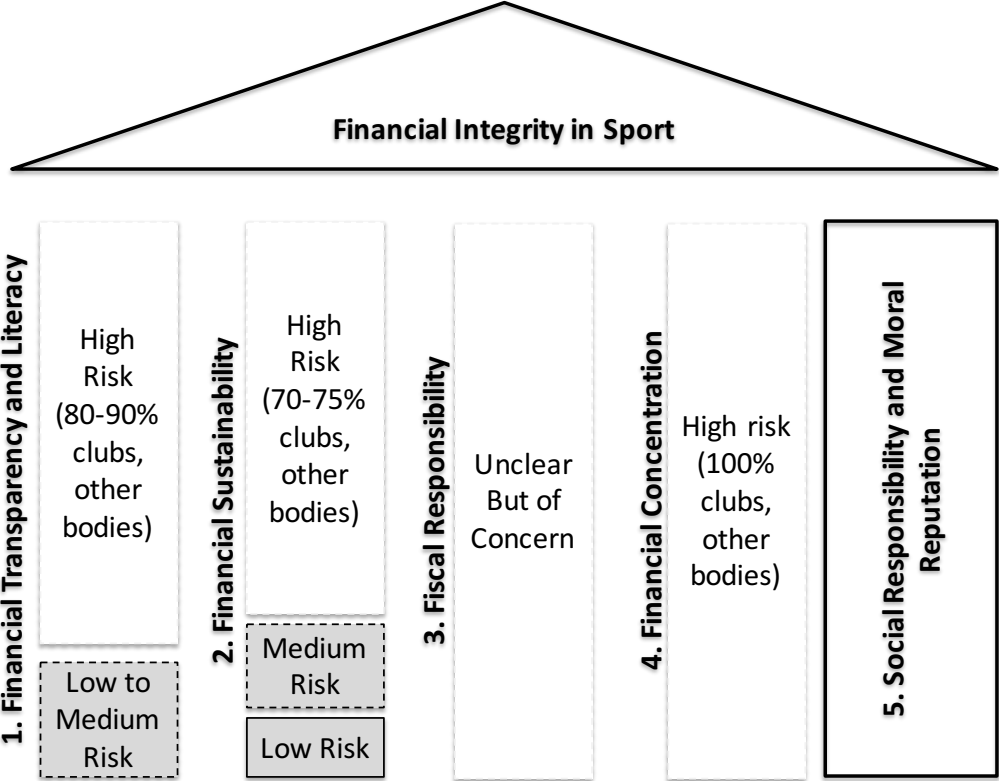 Financial Integrity in Sport
1. Financial Transparency and Literacy
High
Risk
(80-90%
clubs,
other
bodies)
Low to
Medium
Risk
2. Financial Sustainability
High
Risk
(70-75%
clubs,
other
bodies)
Medium
Risk
Low Risk
3. Fiscal Responsibility
Unclear
But of
Concern
4. Financial Concentration
High risk
(100%
clubs,
other
bodies)
5. Social Responsibility and Moral
Reputation